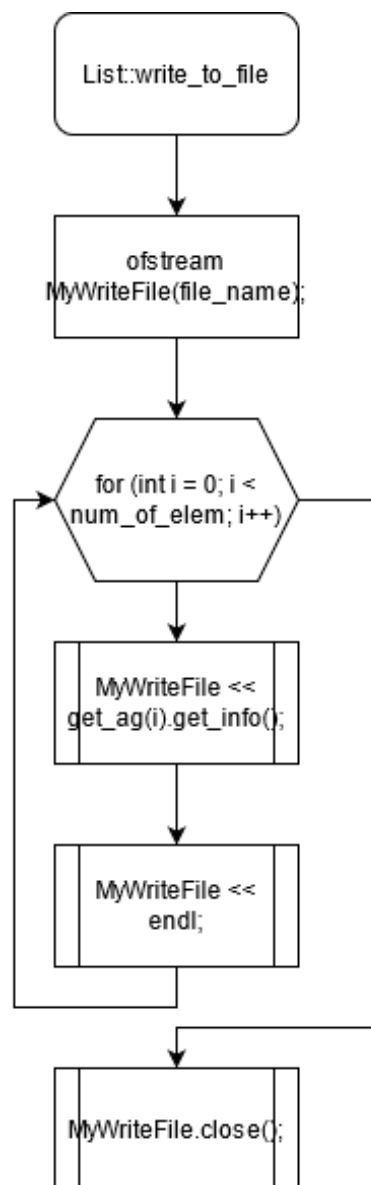 List::write_to_file
ofstream
MyWriteFile(file_name);
for (int i = 0; i <
num_of_elem; i++)
MyWriteFile <<
get_ag(i).get_info();
MyWriteFile <<
endl;
MyWriteFile.close();